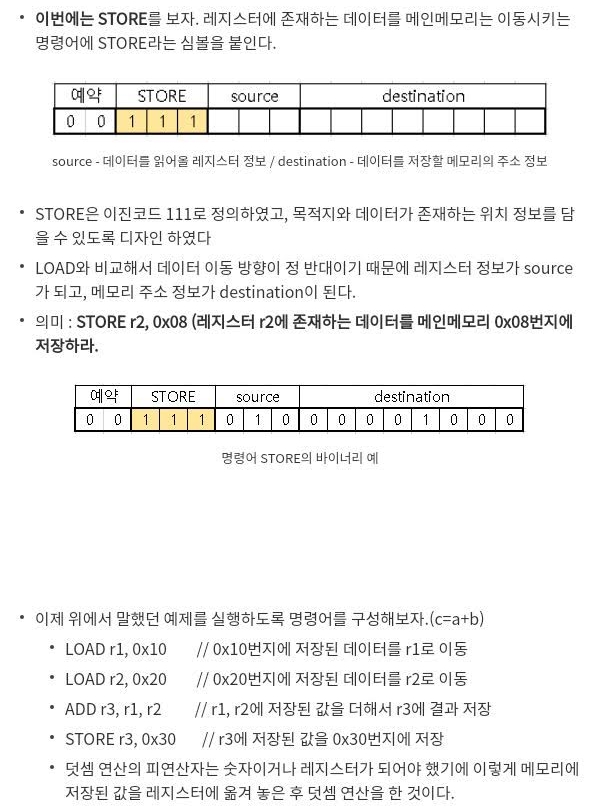 • 이번에는 STORE를 보자. 레지스터에 존재하는 데이터를 메인메모리는 이동시키는
명령어에 STORE라는 심볼을 붙인다.
예약 STORE source destination
0 0 1 1 1
source - 데이터를 읽어올 레지스터 정보 / destination - 데이터를 저장할 메모리의 주소 정보
• STORE은 이진코드 111로 정의하였고, 목적지와 데이터가 존재하는 위치 정보를 담
을 수 있도록 디자인 하였다
• LOAD와 비교해서 데이터 이동 방향이 정 반대이기 때문에 레지스터 정보가 source
가 되고, 메모리 주소 정보가 destination이 된다.
• 의미 : STORE r2, 0x08 (레지스터 r2에 존재하는 데이터를 메인메모리 0x08번지에
저장하라.
예약 STORE source destination
0 0 1 1 1 0 1 0 0 0 0 0 1 0 0 0
명령어 STORE의 바이너리 예
• 이제 위에서 말했던 예제를 실행하도록 명령어를 구성해보자.(c=a+b)
• LOAD r1, 0x10 // 0x10번지에 저장된 데이터를 r1로 이동
• LOAD r2, 0x20 // 0x20번지에 저장된 데이터를 r2로 이동
• ADD r3, r1, r2 // r1, r2에 저장된 값을 더해서 r3에 결과 저장
• STORE r3, 0x30 // r3에 저장된 값을 0x30번지에 저장
• 덧셈 연산의 피연산자는 숫자이거나 레지스터가 되어야 했기에 이렇게 메모리에
저장된 값을 레지스터에 옮겨 놓은 후 덧셈 연산을 한 것이다.